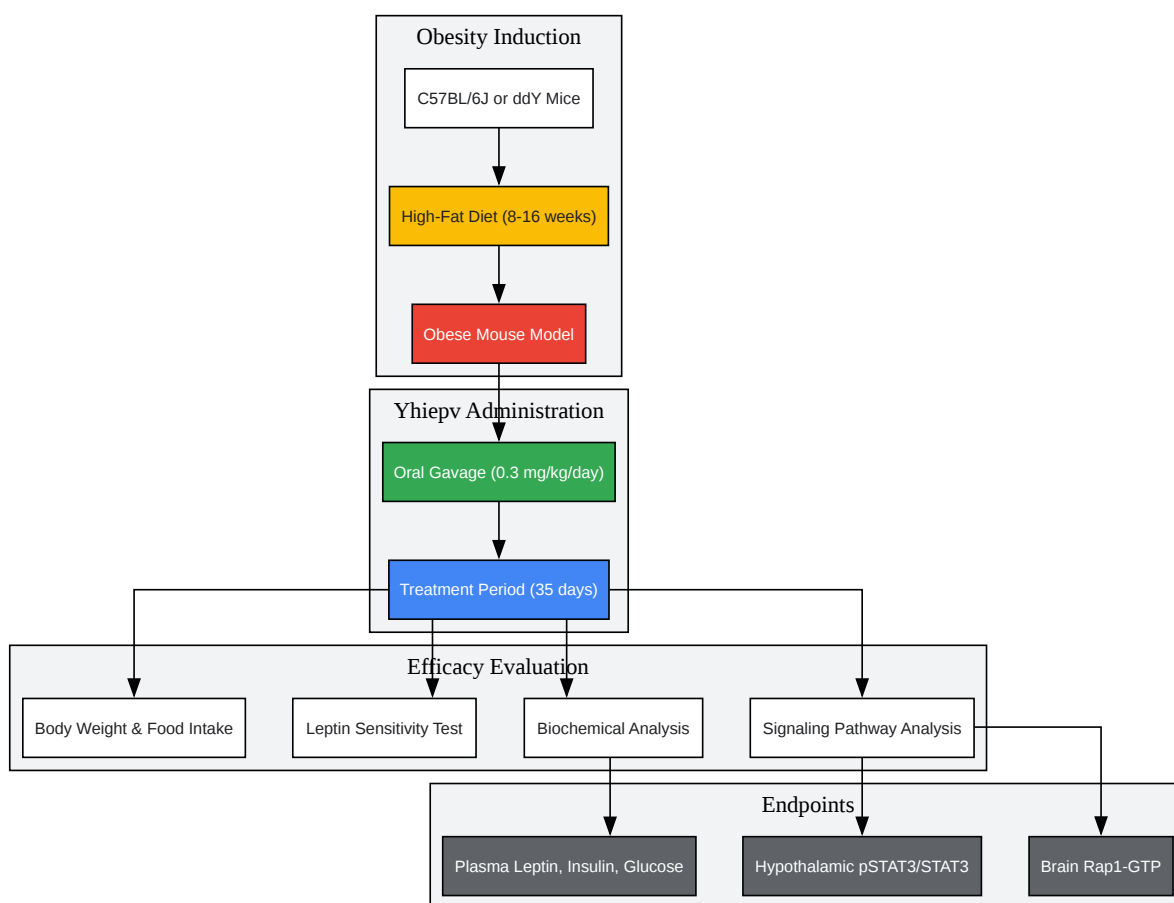 Obesity Induction
C57BL/6J or ddY Mice
High-Fat Diet (8-16 weeks)
Obese Mouse Model
Yhiepv Administration
Oral Gavage (0.3 mg/kg/day)
Treatment Period (35 days)
Efficacy Evaluation
Body Weight & Food Intake
Leptin Sensitivity Test
Biochemical Analysis
Signaling Pathway Analysis
Endpoints
Plasma Leptin, Insulin, Glucose
Hypothalamic pSTAT3/STAT3
Brain Rap1-GTP